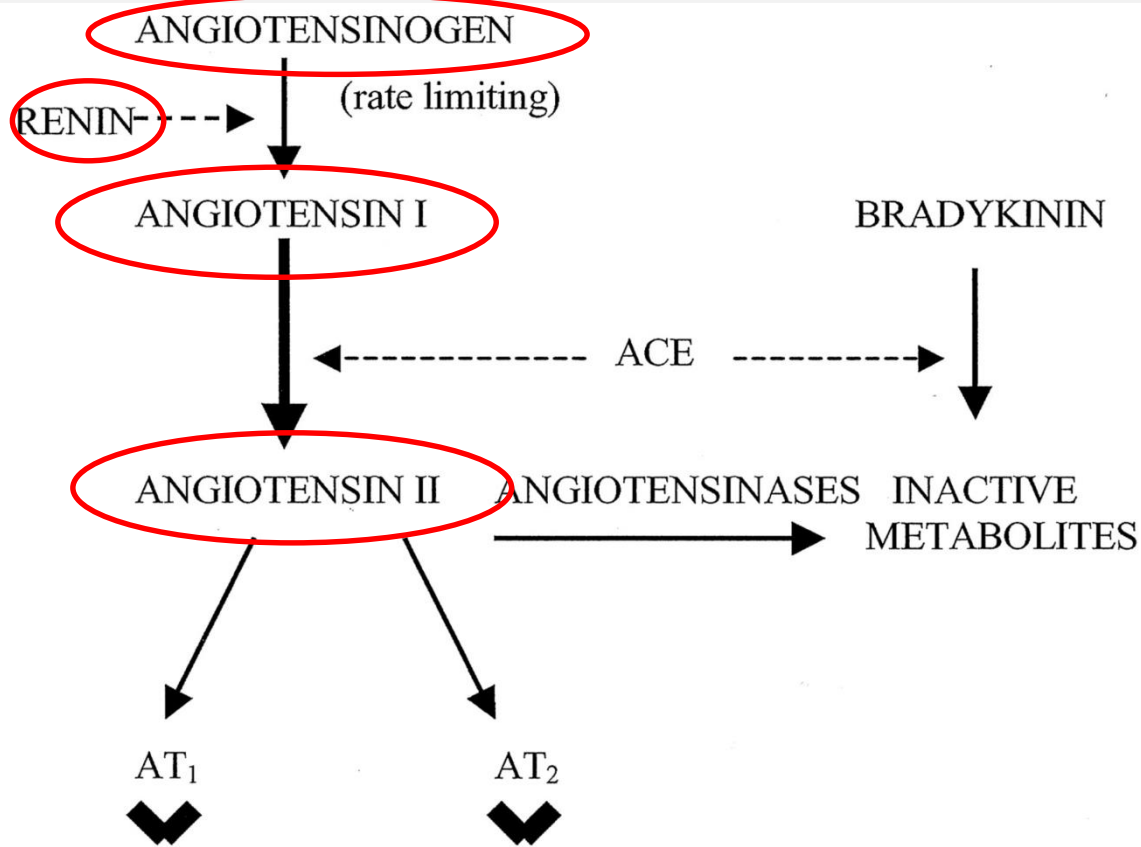 ANGIOTENSINOGEN
(rate limiting)
RENIN
ANGIOTENSIN I
BRADYKININ
ACE
ANGIOTENSIN II ANGIOTENSINASES INACTIVE
METABOLITES
AT₁ AT₂